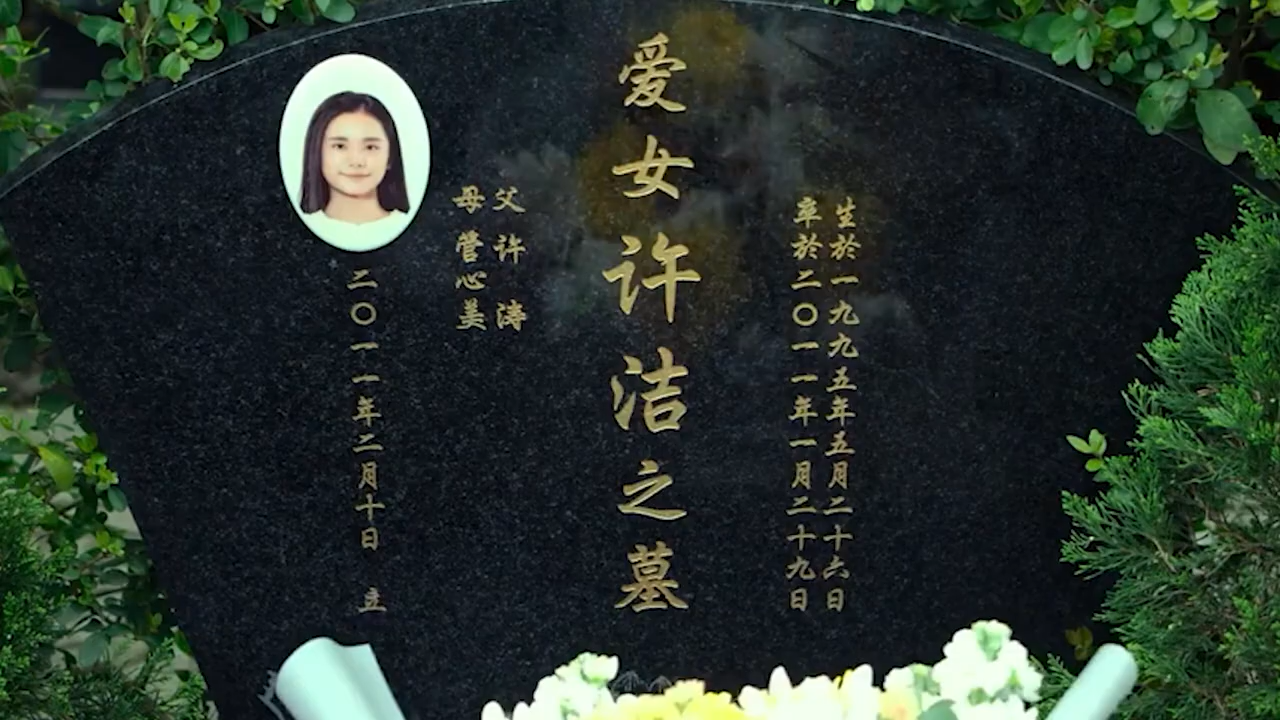 生於一九九五年五月二十六日
卒於二〇一一年一月二十九日
爱女许洁之墓
父许涛
母管心美
二〇一一年二月十日 立